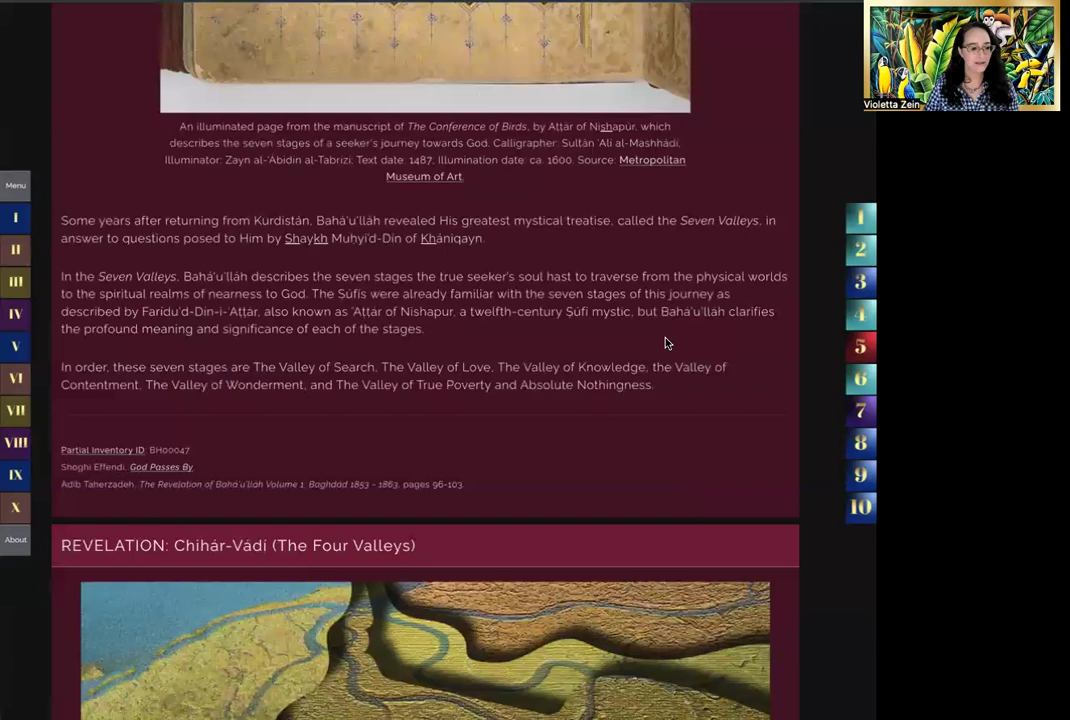 Violetta Zein
An illuminated page from the manuscript of The Conference of Birds, by Aṭṭár of Nishapúr, which
describes the seven stages of a seeker's journey towards God. Calligrapher: Sultān 'Ali al-Mashhadi,
Illuminator: Zayn al-'Ābidin al-Tabrizi; Text date: 1487, Illumination date: ca. 1600. Source: Metropolitan
Museum of Art.
Menu
I
II
III
IV
V
VI
VII
VIII
IX
X
About
Some years after returning from Kurdistán, Bahá'u'lláh revealed His greatest mystical treatise, called the Seven Valleys, in
answer to questions posed to Him by Shaykh Muḥyi'd-Dín of Khániqayn.
In the Seven Valleys, Bahá'u'lláh describes the seven stages the true seeker's soul hast to traverse from the physical worlds
to the spiritual realms of nearness to God. The Ṣúfís were already familiar with the seven stages of this journey as
described by Farídu'd-Dín-i-'Aṭṭár, also known as 'Aṭṭár of Nishapur, a twelfth-century Ṣúfí mystic, but Bahá'u'lláh clarifies
the profound meaning and significance of each of the stages.
In order, these seven stages are The Valley of Search, The Valley of Love, The Valley of Knowledge, the Valley of
Contentment, The Valley of Wonderment, and The Valley of True Poverty and Absolute Nothingness.
Partial Inventory ID: BH00047
Shoghi Effendi, God Passes By
Adib Taherzadeh, The Revelation of Bahá'u'lláh Volume 1: Baghdád 1853 - 1863, pages 96-103.
REVELATION: Chihár-Vádí (The Four Valleys)
1
2
3
4
5
6
7
8
9
10